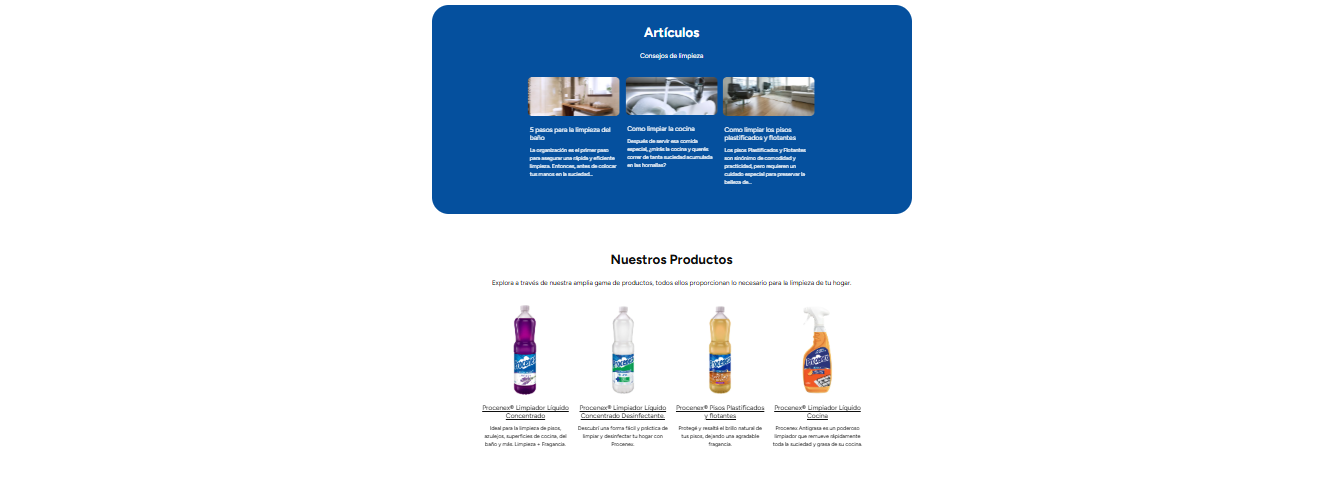 Artículos
Consejos de limpieza
5 pasos para la limpieza del
baño
La organización es el primer paso
para asegurar una rápida y eficiente
limpieza. Entonces, antes de colocar
tus manos en la suciedad...
Como limpiar la cocina
Después de servir esa comida
especial, ¿mirás la cocina y querés
correr de tanta suciedad acumulada
en las hornallas?
Como limpiar los pisos
plastificados y flotantes
Los pisos Plastificados y Flotantes
son sinónimo de comodidad y
practicidad, pero requieren un
cuidado especial para preservar la
belleza de...
Nuestros Productos
Explora a través de nuestra amplia gama de productos, todos ellos proporcionan lo necesario para la limpieza de tu hogar.
Procenex
Procenex
Procenex
Procenex
Procenex® Limpiador Líquido
Concentrado
Ideal para la limpieza de pisos,
azulejos, superficies de cocina, del
baño y más. Limpieza + Fragancia.
Procenex® Limpiador Líquido
Concentrado Desinfectante.
Descubrí una forma fácil y práctica de
limpiar y desinfectar tu hogar con
Procenex.
Procenex® Pisos Plastificados
y flotantes
Protegé y resaltá el brillo natural de
tus pisos, dejando una agradable
fragancia.
Procenex® Limpiador Líquido
Cocina
Procenex Antigrasa es un poderoso
limpiador que remueve rápidamente
toda la suciedad y grasa de su cocina.